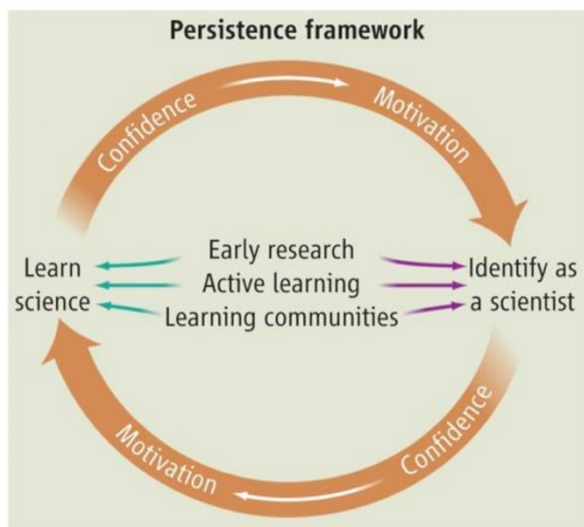 Persistence framework
Confidence
Motivation
Learn
science
Early research
Active learning
Learning communities
Identify as
a scientist
Motivation
Confidence